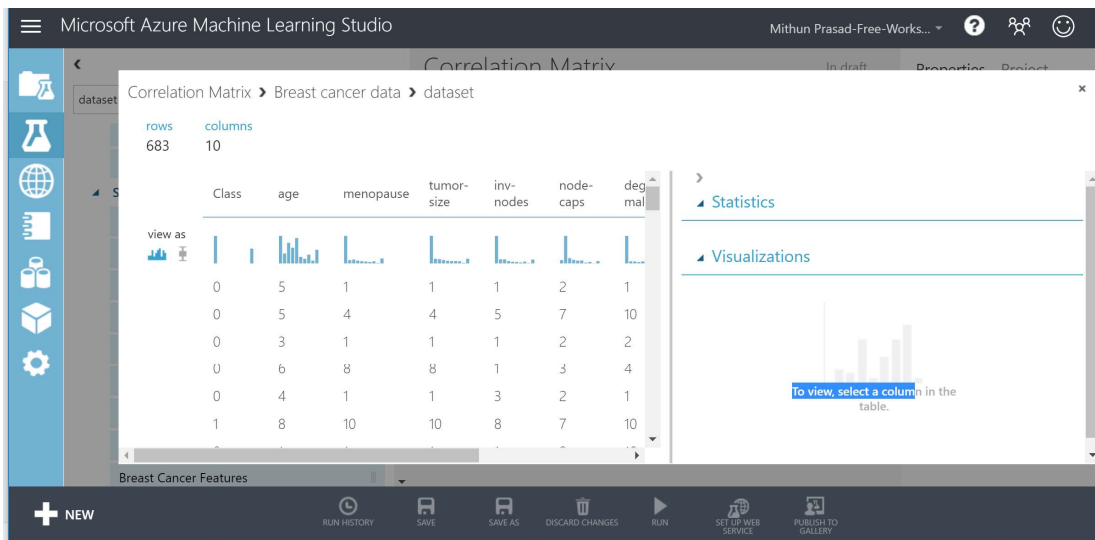 Microsoft Azure Machine Learning Studio
Mithun Prasad-Free-Works...
?
Correlation Matrix
In draft
Properties Project
dataset
Correlation Matrix > Breast cancer data > dataset
x
rows columns
683 10
Class age menopause tumor-size inv-nodes node-caps deg mal
view as
0 5 1 1 1 2 1
0 5 4 4 5 7 10
0 3 1 1 1 2 2
0 6 8 8 1 3 4
0 4 1 1 3 2 1
1 8 10 10 8 7 10
S
Statistics
Visualizations
To view, select a column in the
table.
Breast Cancer Features
NEW
RUN HISTORY
SAVE
SAVE AS
DISCARD CHANGES
RUN
SET UP WEB
SERVICE
PUBLISH TO
GALLERY